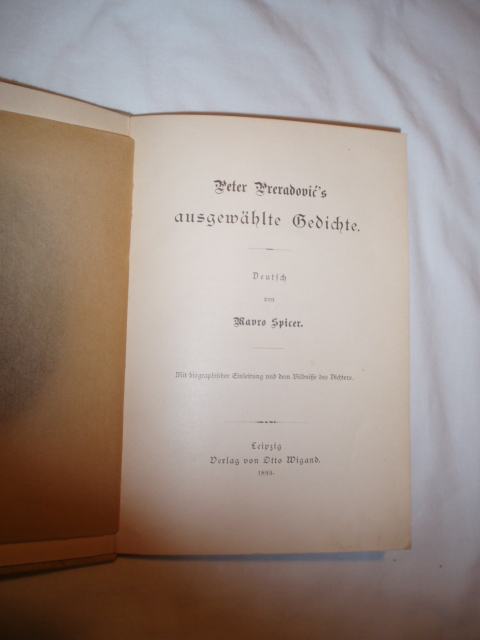 Peter Preradović's
ausgewählte Gedichte.
Deutsch
von
Mavro Spicer.
Mit biographischer Einleitung und dem Bildnisse des Dichters.
Leipzig
Verlag von Otto Wigand.